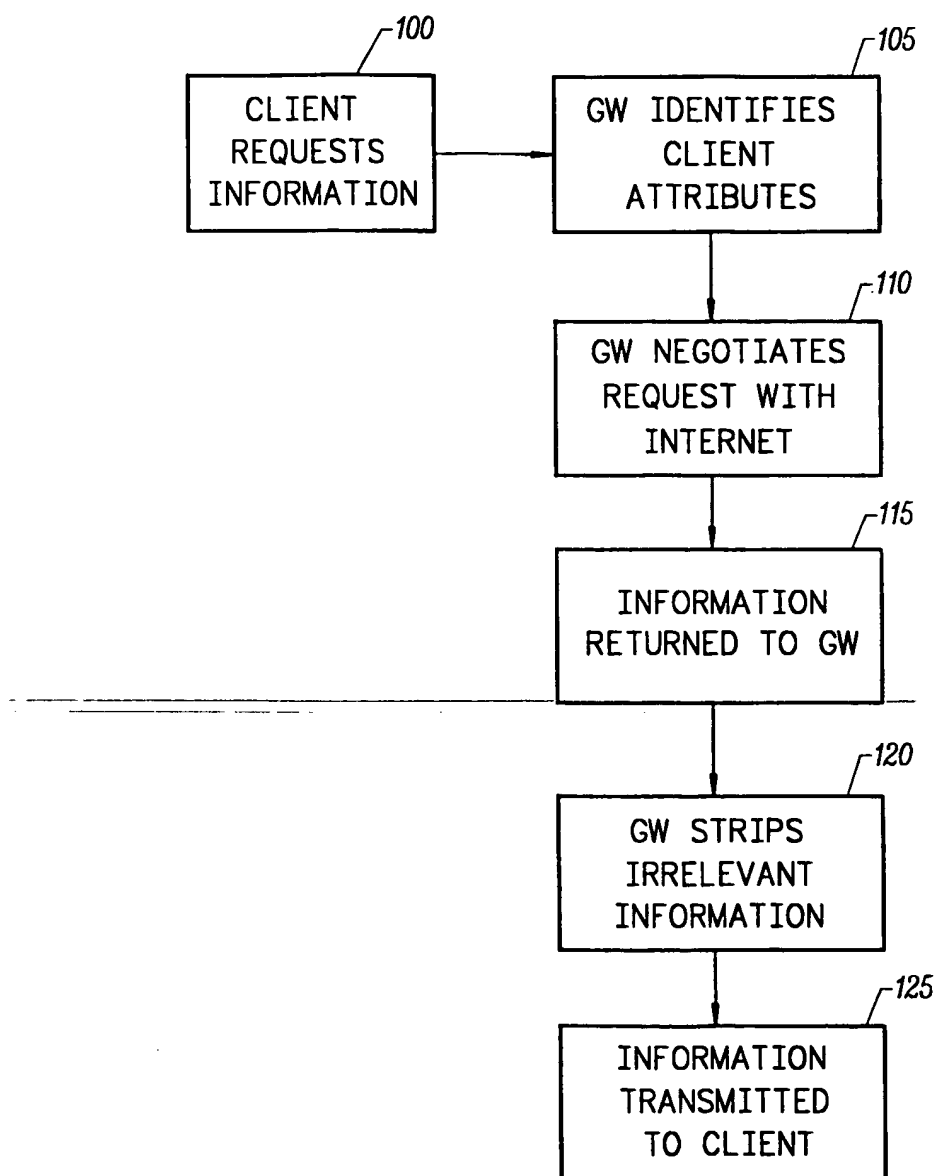 100
CLIENT
REQUESTS
INFORMATION
105
GW IDENTIFIES
CLIENT
ATTRIBUTES
110
GW NEGOTIATES
REQUEST WITH
INTERNET
115
INFORMATION
RETURNED TO GW
120
GW STRIPS
IRRELEVANT
INFORMATION
125
INFORMATION
TRANSMITTED
TO CLIENT